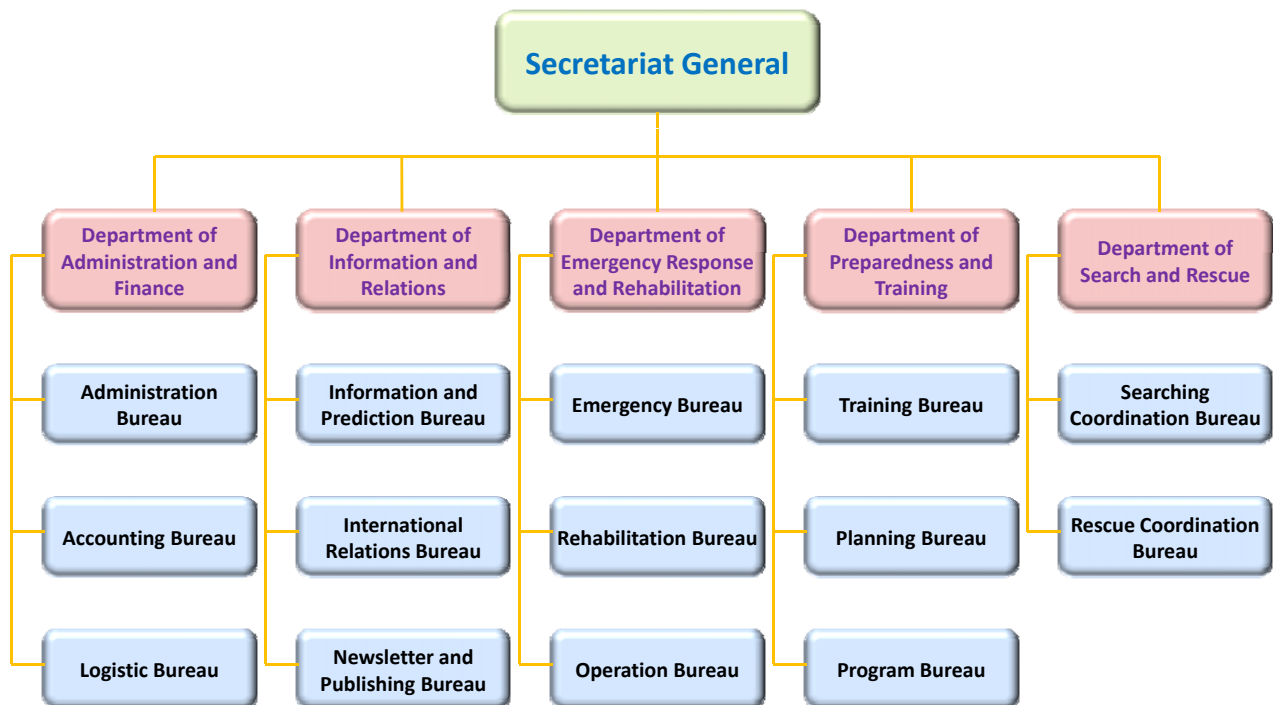 Secretariat General
Department of
Administration and
Finance
Department of
Information and
Relations
Department of
Emergency Response
and Rehabilitation
Department of
Preparedness and
Training
Department of
Search and Rescue
Administration
Bureau
Information and
Prediction Bureau
Emergency Bureau
Training Bureau
Searching
Coordination Bureau
Accounting Bureau
International
Relations Bureau
Rehabilitation Bureau
Planning Bureau
Rescue Coordination
Bureau
Logistic Bureau
Newsletter and
Publishing Bureau
Operation Bureau
Program Bureau